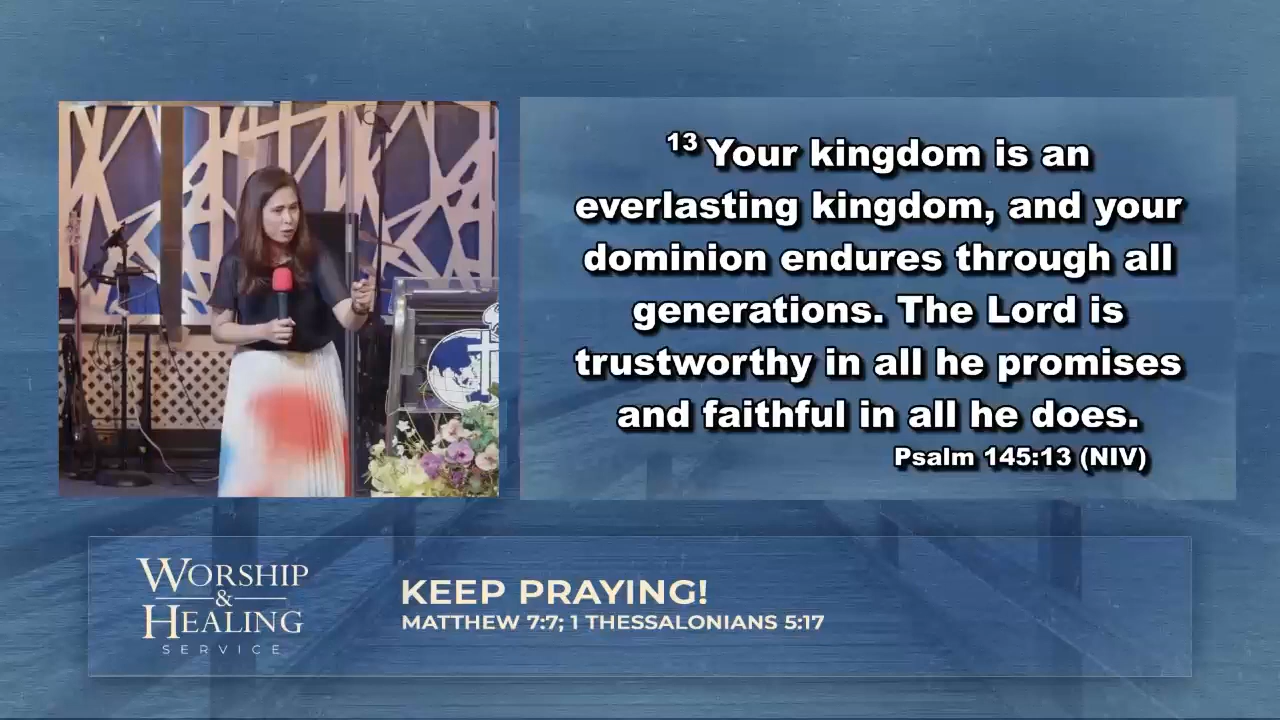 13 Your kingdom is an
everlasting kingdom, and your
dominion endures through all
generations. The Lord is
trustworthy in all he promises
and faithful in all he does.
Psalm 145:13 (NIV)
WORSHIP
&
HEALING
SERVICE
KEEP PRAYING!
MATTHEW 7:7; 1 THESSALONIANS 5:17